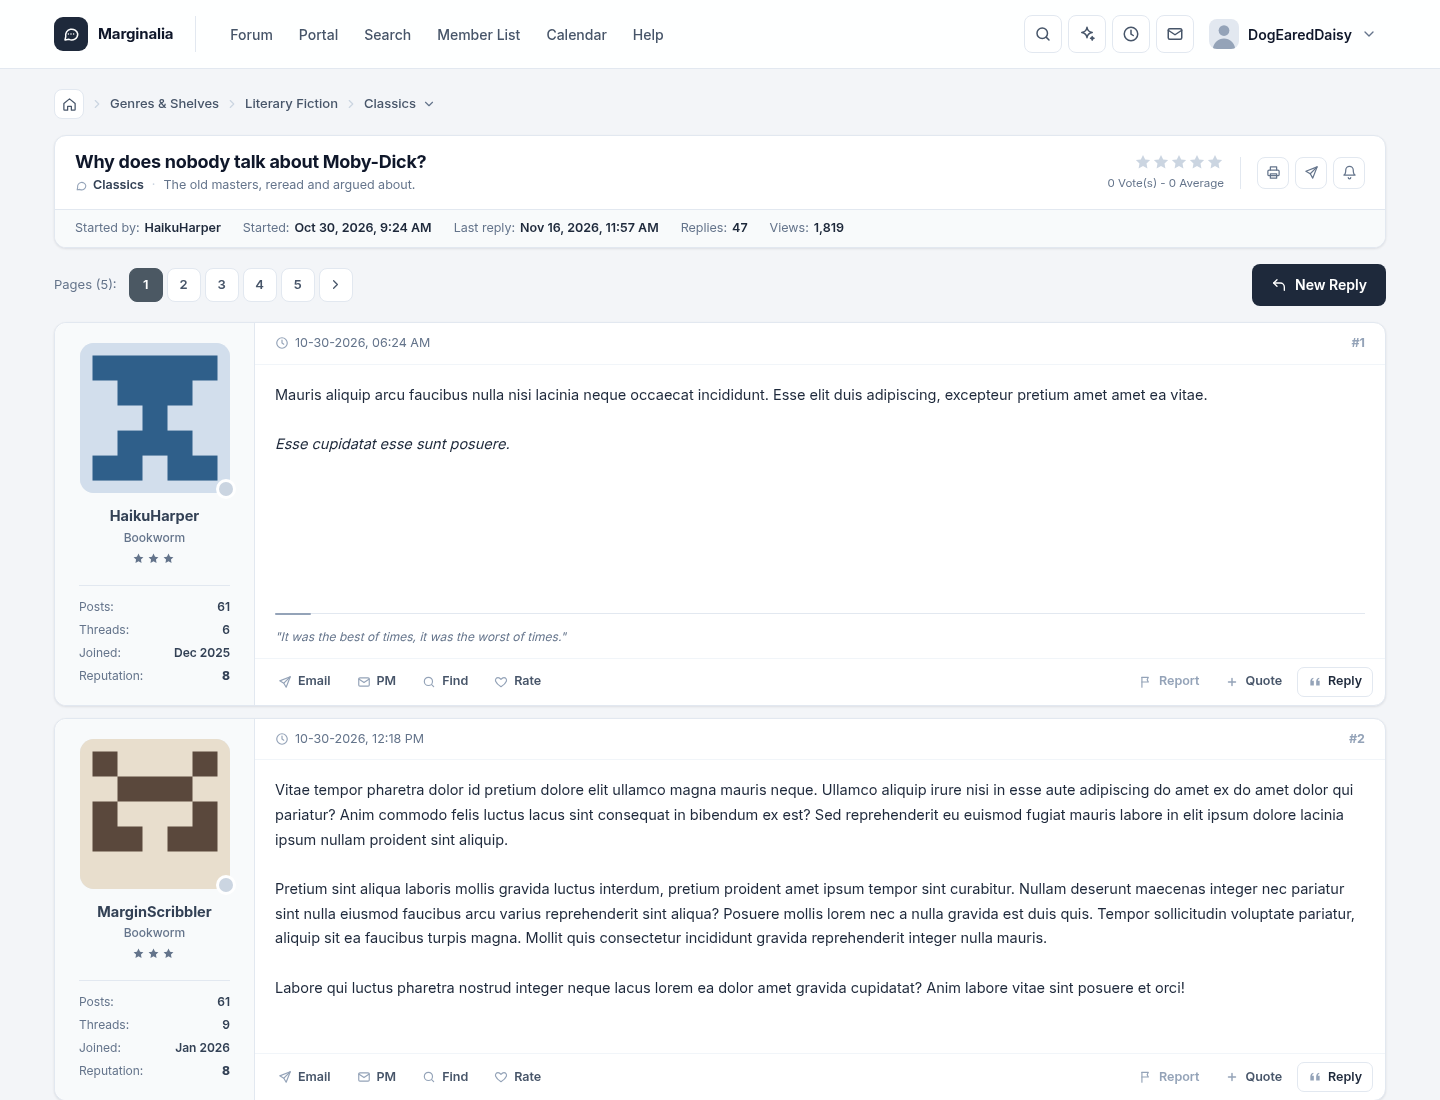 Marginalia
Forum Portal Search Member List Calendar Help
DogEaredDaisy
Genres & Shelves Literary Fiction Classics
Why does nobody talk about Moby-Dick?
Classics · The old masters, reread and argued about.
0 Vote(s) - 0 Average
Started by: HaikuHarper Started: Oct 30, 2026, 9:24 AM Last reply: Nov 16, 2026, 11:57 AM Replies: 47 Views: 1,819
Pages (5): 1 2 3 4 5
New Reply
10-30-2026, 06:24 AM
#1
HaikuHarper
Bookworm
Posts: 61
Threads: 6
Joined: Dec 2025
Reputation: 8
Mauris aliquip arcu faucibus nulla nisi lacinia neque occaecat incididunt. Esse elit duis adipiscing, excepteur pretium amet amet ea vitae.
Esse cupidatat esse sunt posuere.
"It was the best of times, it was the worst of times."
Email PM Find Rate Report Quote Reply
10-30-2026, 12:18 PM
#2
MarginScribbler
Bookworm
Posts: 61
Threads: 9
Joined: Jan 2026
Reputation: 8
Vitae tempor pharetra dolor id pretium dolore elit ullamco magna mauris neque. Ullamco aliquip irure nisi in esse aute adipiscing do amet ex do amet dolor qui
pariatur? Anim commodo felis luctus lacus sint consequat in bibendum ex est? Sed reprehenderit eu euismod fugiat mauris labore in elit ipsum dolore lacinia
ipsum nullam proident sint aliquip.
Pretium sint aliqua laboris mollis gravida luctus interdum, pretium proident amet ipsum tempor sint curabitur. Nullam deserunt maecenas integer nec pariatur
sint nulla eiusmod faucibus arcu varius reprehenderit sint aliqua? Posuere mollis lorem nec a nulla gravida est duis quis. Tempor sollicitudin voluptate pariatur,
aliquip sit ea faucibus turpis magna. Mollit quis consectetur incididunt gravida reprehenderit integer nulla mauris.
Labore qui luctus pharetra nostrud integer neque lacus lorem ea dolor amet gravida cupidatat? Anim labore vitae sint posuere et orci!
Email PM Find Rate Report Quote Reply